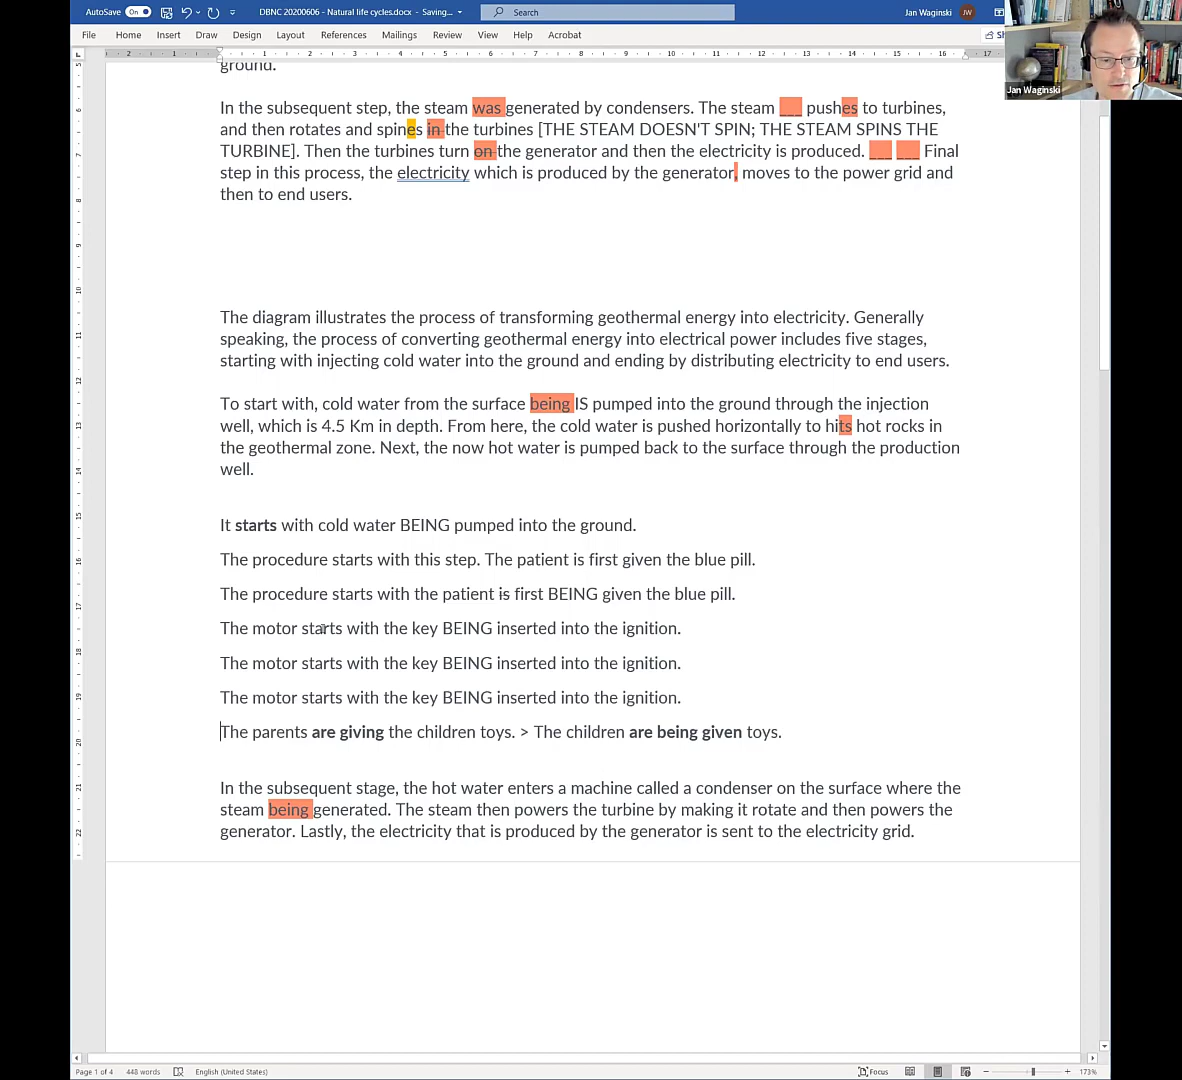 AutoSave On DBNC 20200606 - Natural life cycles.docx - Saving... Search Jan Waginski JW
File Home Insert Draw Design Layout References Mailings Review View Help Acrobat
Jan Waginski
ground.
In the subsequent step, the steam was generated by condensers. The steam ___ pushes to turbines,
and then rotates and spines in the turbines [THE STEAM DOESN'T SPIN; THE STEAM SPINS THE
TURBINE]. Then the turbines turn on the generator and then the electricity is produced. ___ ___ Final
step in this process, the electricity which is produced by the generator, moves to the power grid and
then to end users.
The diagram illustrates the process of transforming geothermal energy into electricity. Generally
speaking, the process of converting geothermal energy into electrical power includes five stages,
starting with injecting cold water into the ground and ending by distributing electricity to end users.
To start with, cold water from the surface being IS pumped into the ground through the injection
well, which is 4.5 Km in depth. From here, the cold water is pushed horizontally to hits hot rocks in
the geothermal zone. Next, the now hot water is pumped back to the surface through the production
well.
It starts with cold water BEING pumped into the ground.
The procedure starts with this step. The patient is first given the blue pill.
The procedure starts with the patient is first BEING given the blue pill.
The motor starts with the key BEING inserted into the ignition.
The motor starts with the key BEING inserted into the ignition.
The motor starts with the key BEING inserted into the ignition.
The parents are giving the children toys. > The children are being given toys.
In the subsequent stage, the hot water enters a machine called a condenser on the surface where the
steam being generated. The steam then powers the turbine by making it rotate and then powers the
generator. Lastly, the electricity that is produced by the generator is sent to the electricity grid.
Page 1 of 4 448 words English (United States) Focus 173%